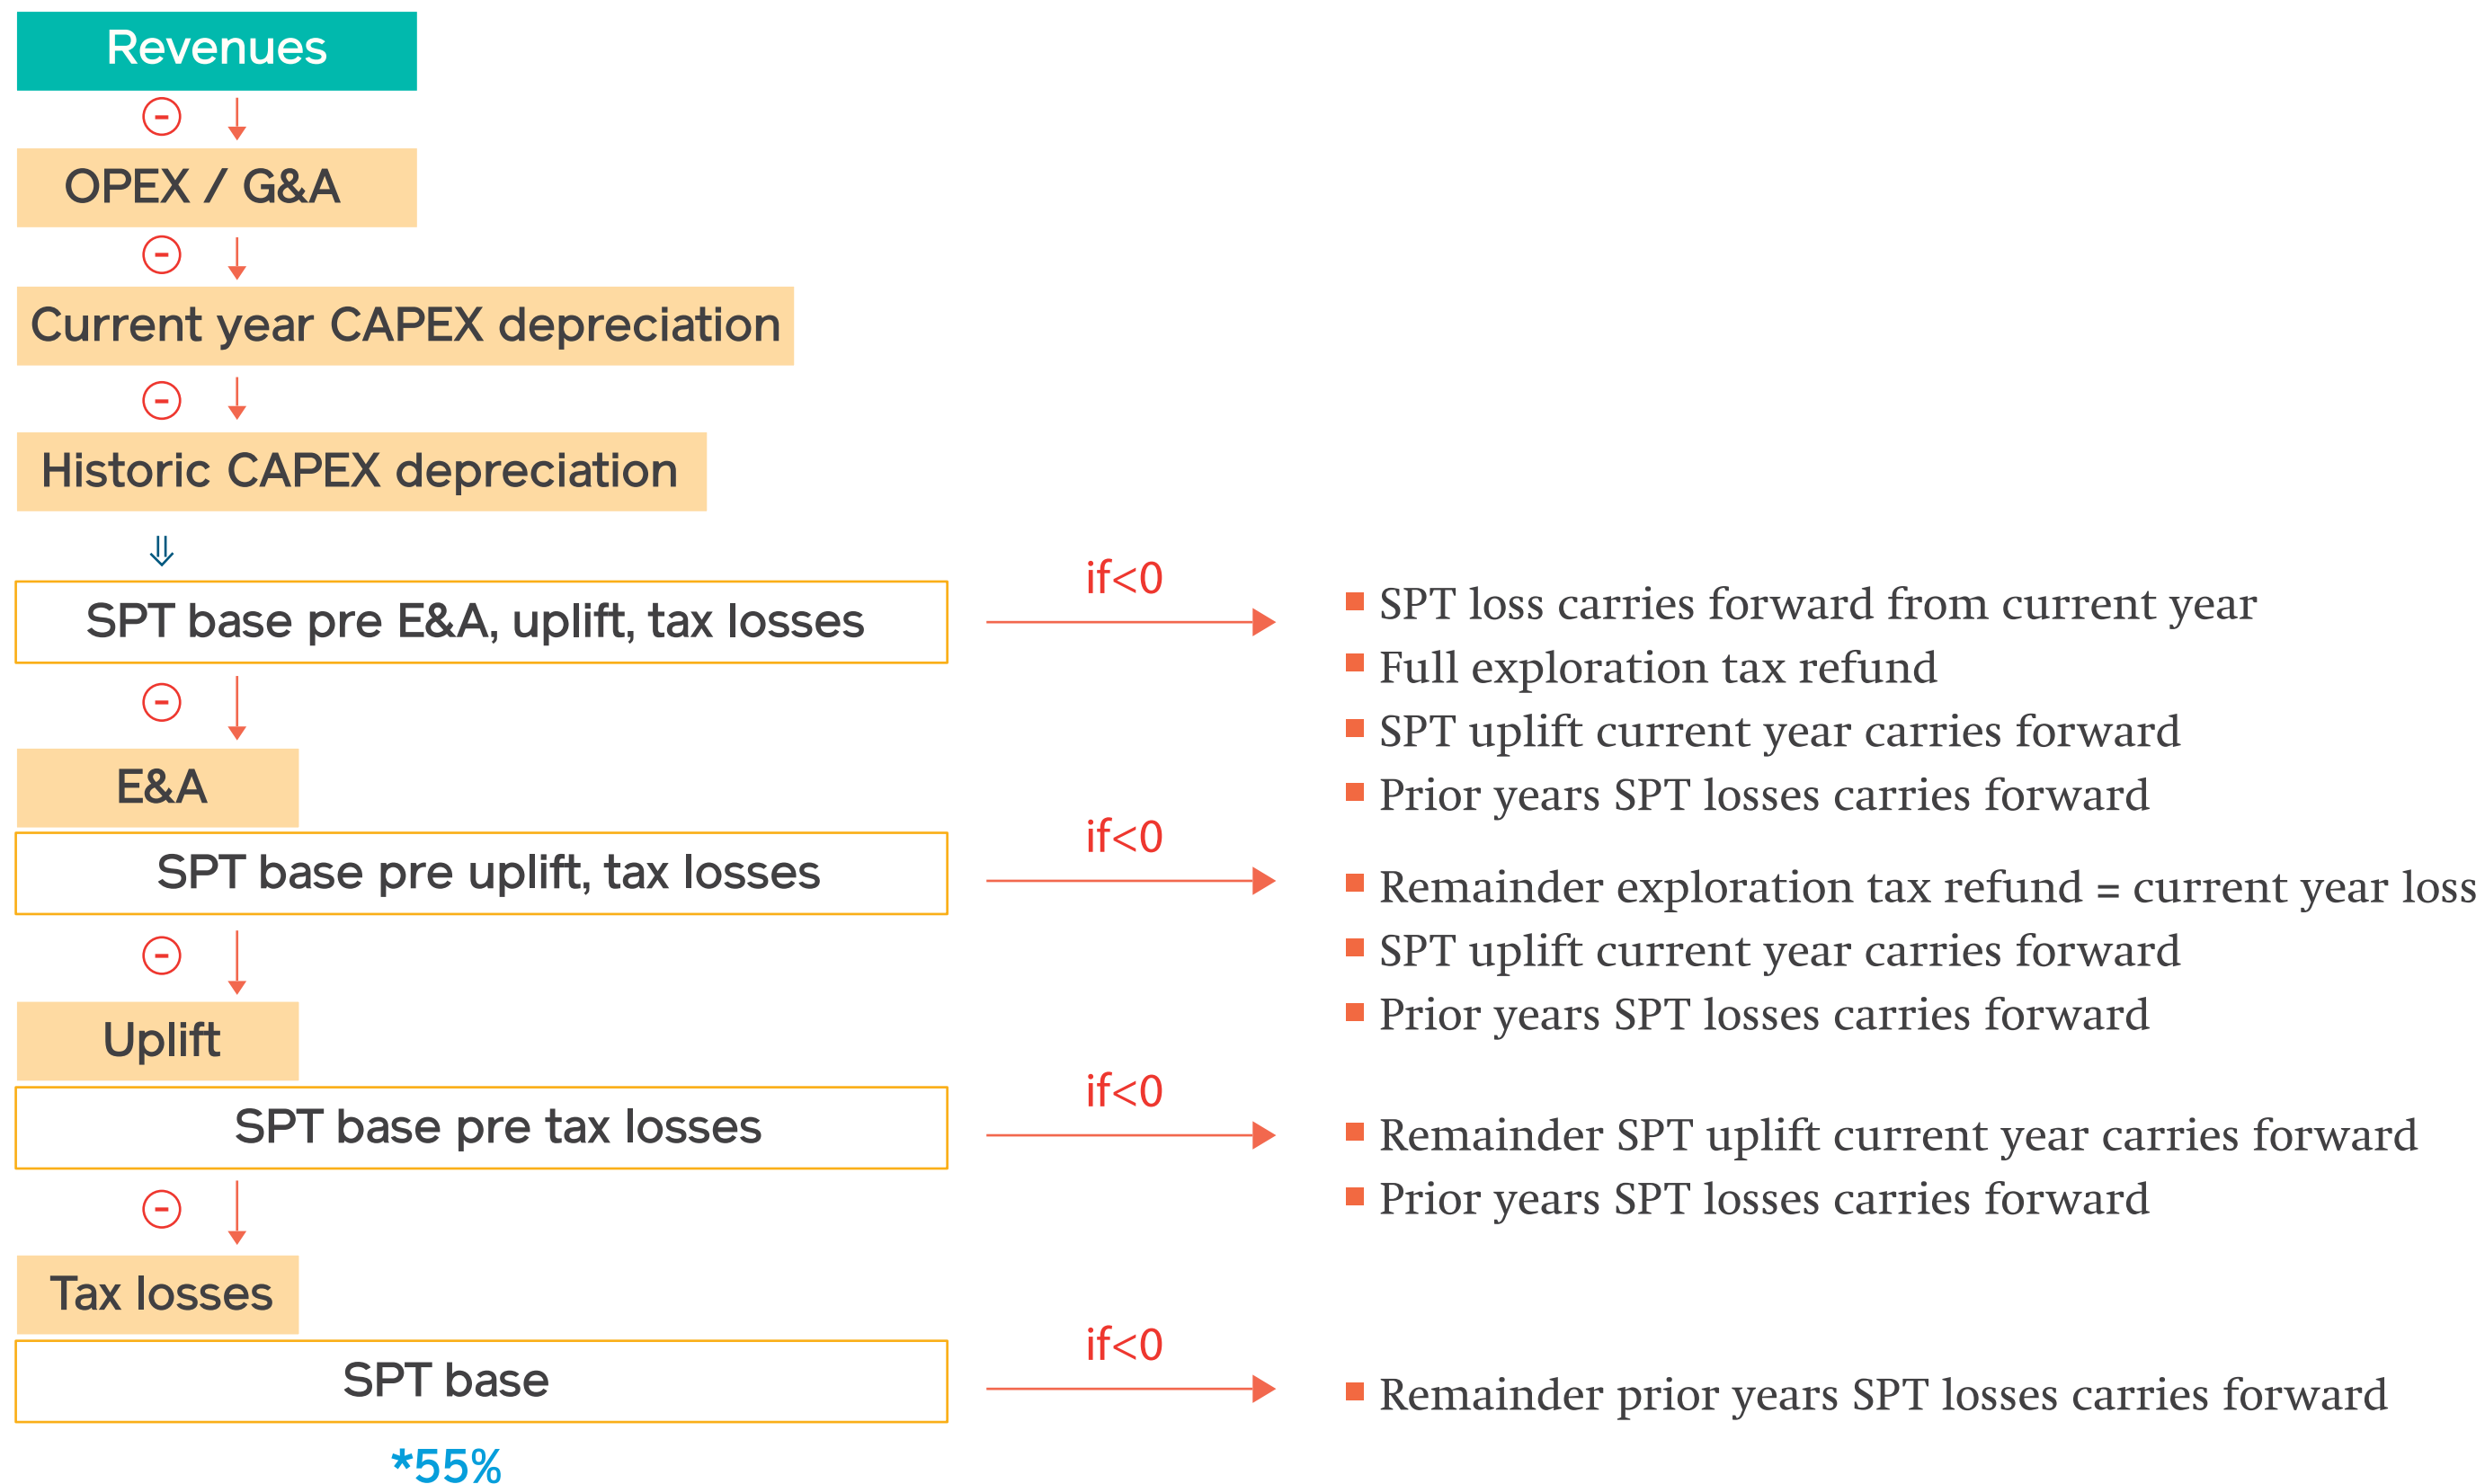 Revenues
-
OPEX / G&A
-
Current year CAPEX depreciation
-
Historic CAPEX depreciation
SPT base pre E&A, uplift, tax losses
if<0
SPT loss carries forward from current year
Full exploration tax refund
SPT uplift current year carries forward
Prior years SPT losses carries forward
-
E&A
SPT base pre uplift, tax losses
if<0
Remainder exploration tax refund = current year loss
SPT uplift current year carries forward
Prior years SPT losses carries forward
-
Uplift
SPT base pre tax losses
if<0
Remainder SPT uplift current year carries forward
Prior years SPT losses carries forward
-
Tax losses
SPT base
if<0
Remainder prior years SPT losses carries forward
*55%